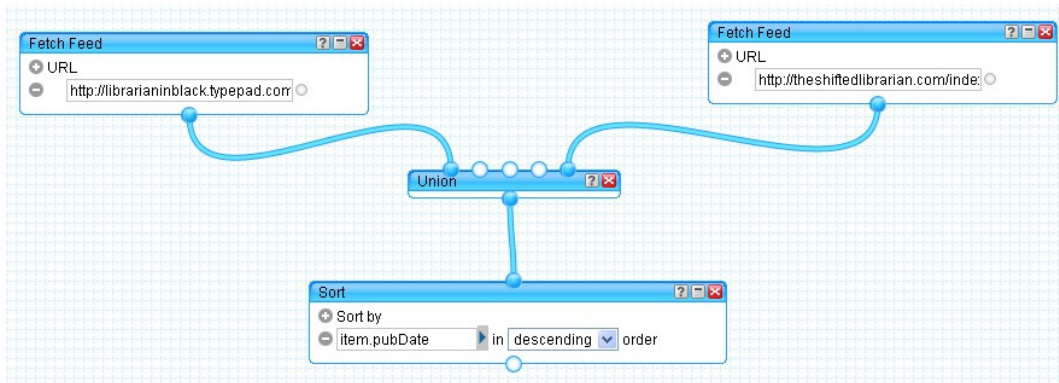 Fetch Feed
URL
http://librarianinblack.typepad.com
Fetch Feed
URL
http://theshiftedlibrarian.com/index
Union
Sort
Sort by
item.pubDate in descending order